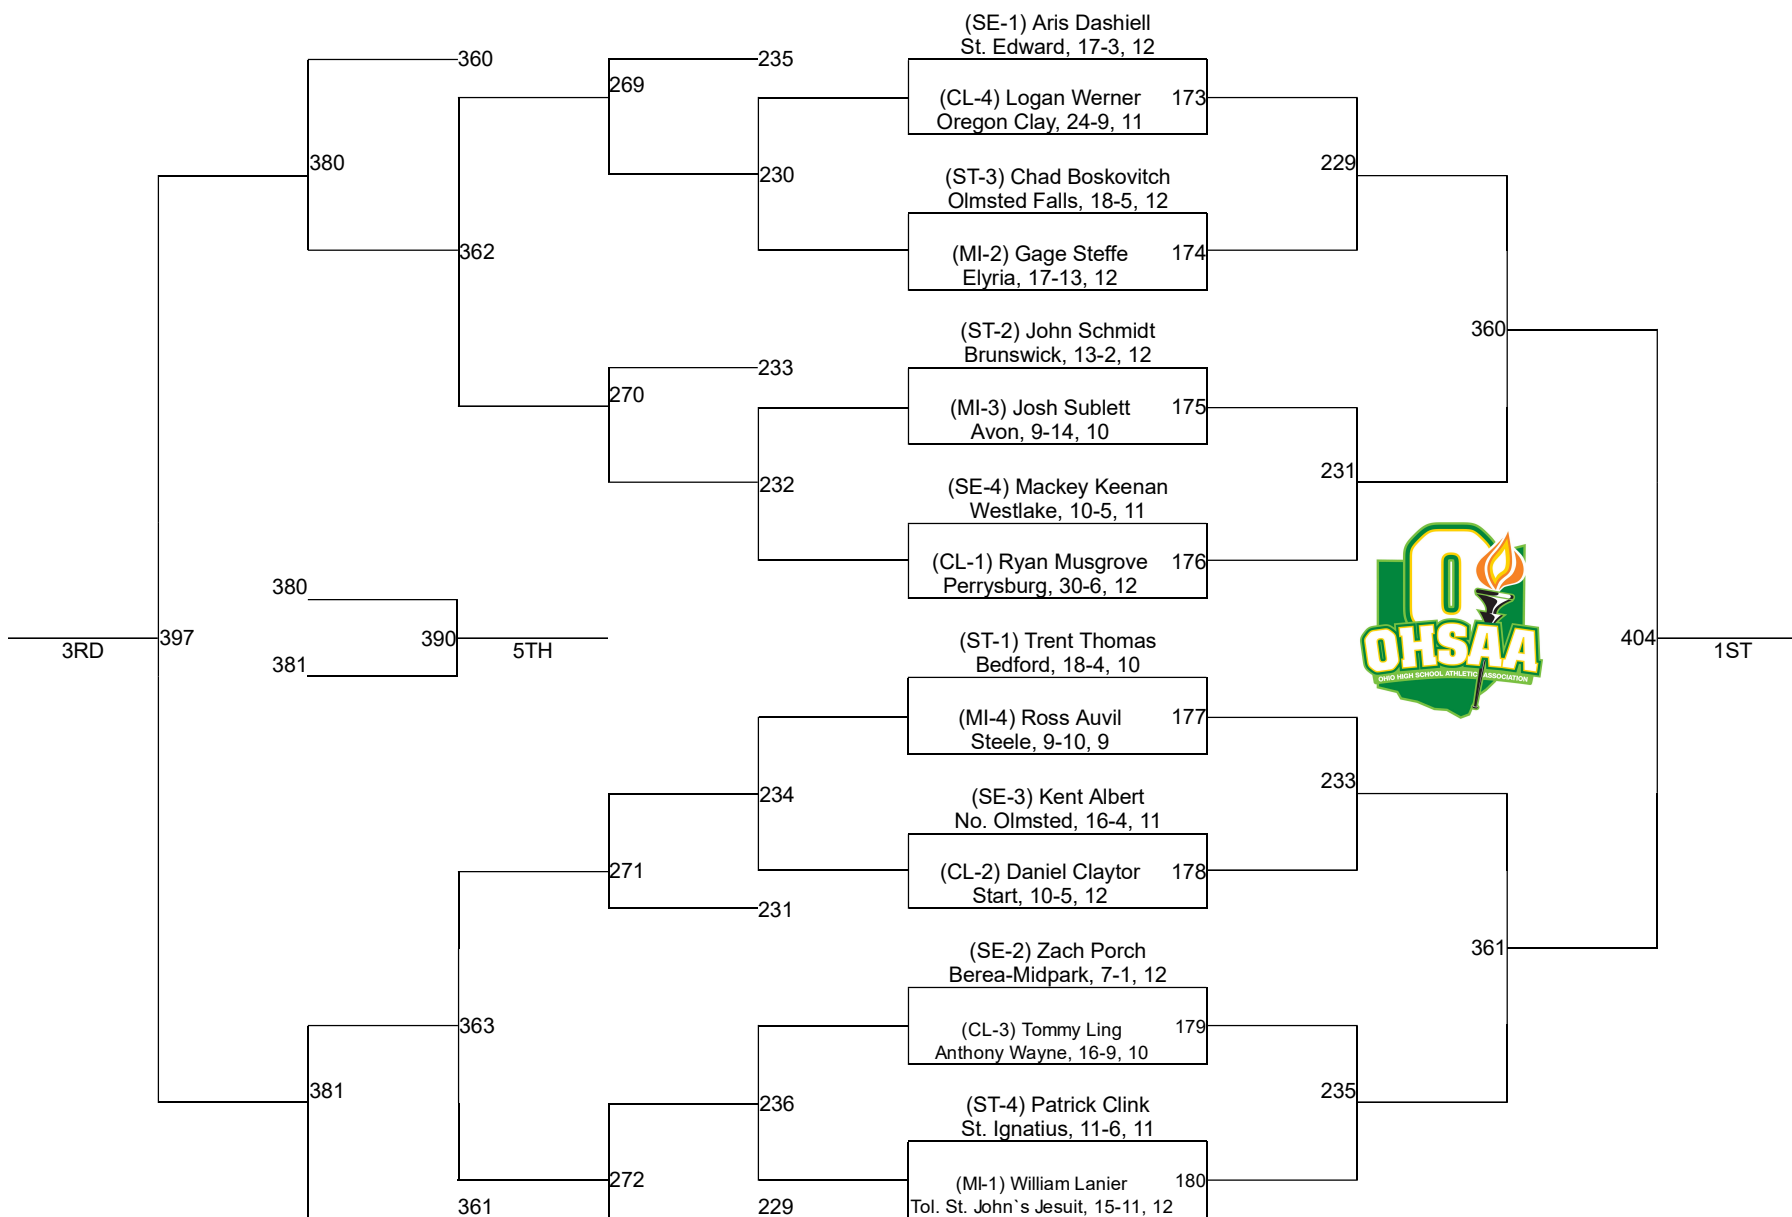 (SE-1) Aris Dashiell
St. Edward, 17-3, 12
360
235
269
(CL-4) Logan Werner 173
Oregon Clay, 24-9, 11
380
230
(ST-3) Chad Boskovitch
Olmsted Falls, 18-5, 12
229
362
(MI-2) Gage Steffe 174
Elyria, 17-13, 12
(ST-2) John Schmidt
Brunswick, 13-2, 12
360
233
270
(MI-3) Josh Sublett 175
Avon, 9-14, 10
232
(SE-4) Mackey Keenan
Westlake, 10-5, 11
231
(CL-1) Ryan Musgrove 176
Perrysburg, 30-6, 12
380
OHSAA
OHIO HIGH SCHOOL ATHLETIC ASSOCIATION
3RD
397
390
5TH
381
(ST-1) Trent Thomas
Bedford, 18-4, 10
404
1ST
(MI-4) Ross Auvil 177
Steele, 9-10, 9
234
(SE-3) Kent Albert
No. Olmsted, 16-4, 11
233
271
(CL-2) Daniel Claytor 178
Start, 10-5, 12
231
(SE-2) Zach Porch
Berea-Midpark, 7-1, 12
361
363
(CL-3) Tommy Ling 179
Anthony Wayne, 16-9, 10
381
236
(ST-4) Patrick Clink
St. Ignatius, 11-6, 11
235
272
(MI-1) William Lanier 180
Tol. St. John`s Jesuit, 15-11, 12
361
229